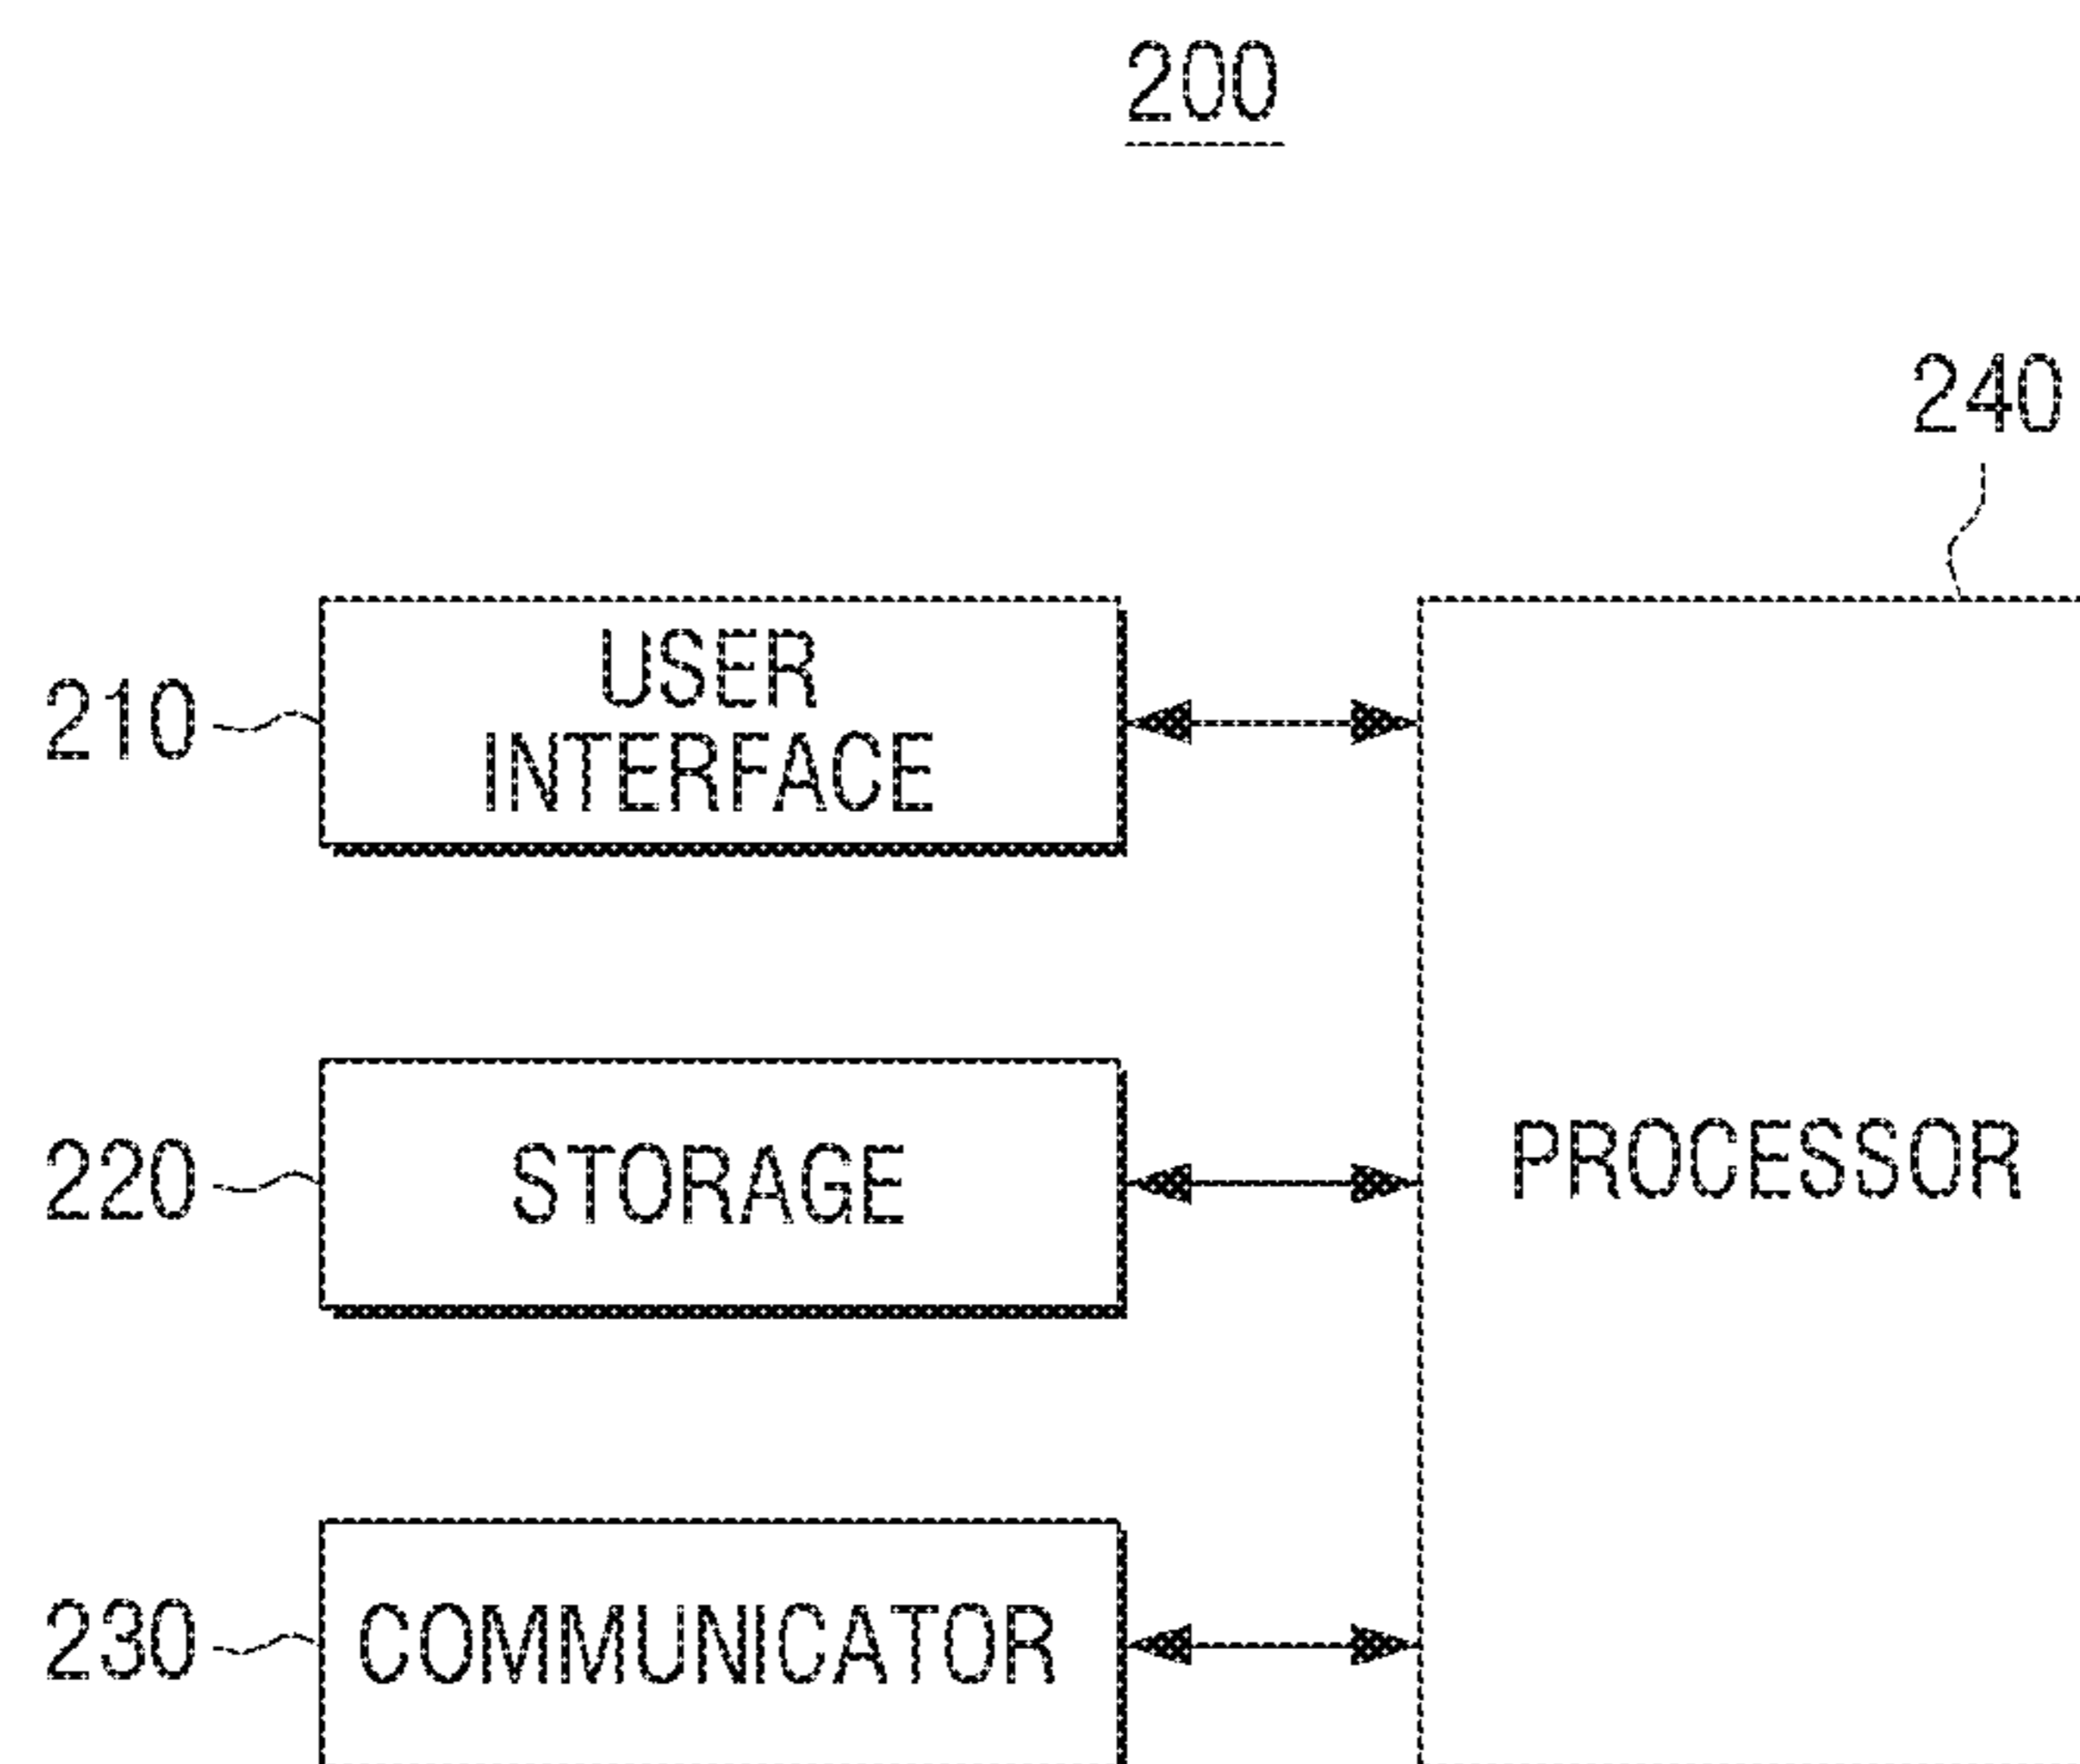 200
240
210
USER
INTERFACE
220
STORAGE
PROCESSOR
230
COMMUNICATOR